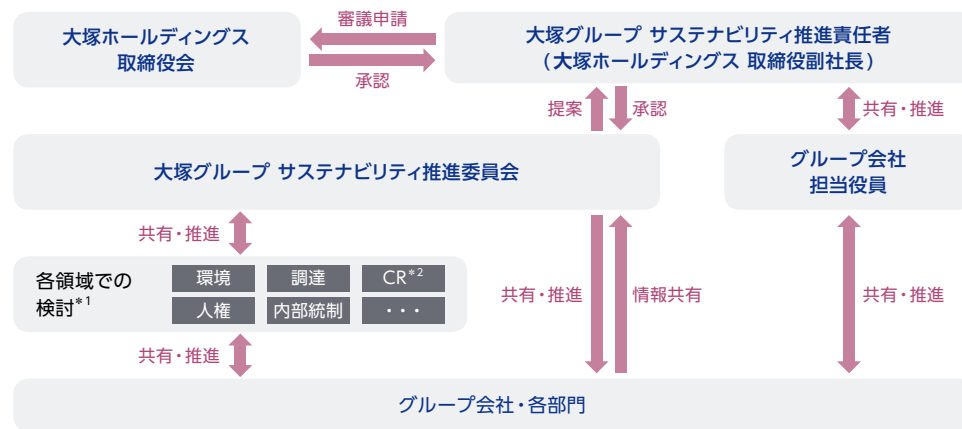 大塚ホールディングス
取締役会
審議申請
承認
大塚グループ サステナビリティ推進責任者
(大塚ホールディングス 取締役副社長)
提案
承認
共有・推進
大塚グループ サステナビリティ推進委員会
グループ会社
担当役員
共有・推進
各領域での
検討*1
環境
調達
CR*2
人権
内部統制
・・・
共有・推進
情報共有
共有・推進
共有・推進
グループ会社・各部門